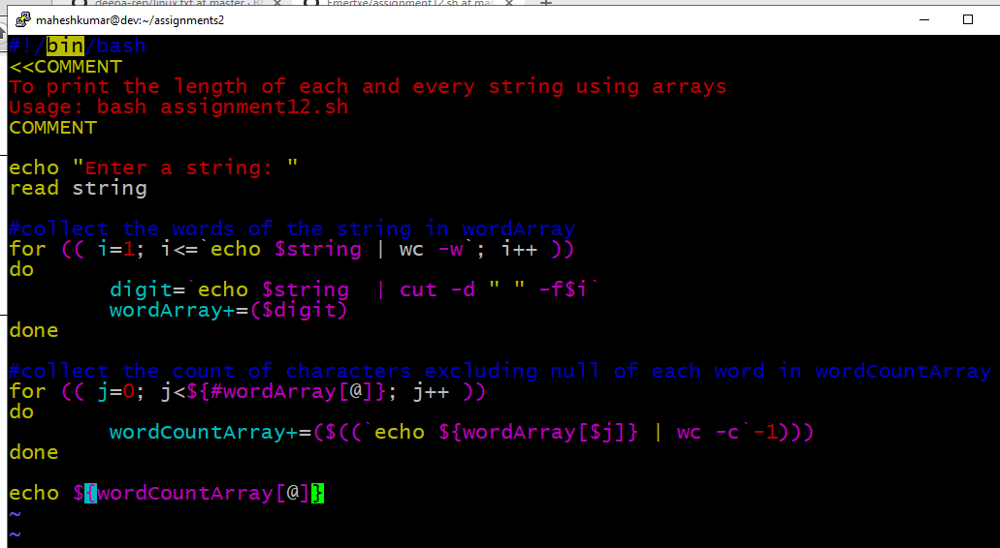 deepa-rep/linux.txt at master
Emertxe/assignment12.sh at mas
maheshkumar@dev:~/assignments2
#!/bin/bash
<<COMMENT
To print the length of each and every string using arrays
Usage: bash assignment12.sh
COMMENT
echo "Enter a string: "
read string
#collect the words of the string in wordArray
for (( i=1; i<=`echo $string | wc -w`; i++ ))
do
        digit=`echo $string  | cut -d " " -f$i`
        wordArray+=($digit)
done
#collect the count of characters excluding null of each word in wordCountArray
for (( j=0; j<${#wordArray[@]}; j++ ))
do
        wordCountArray+=($((`echo ${wordArray[$j]} | wc -c`-1)))
done
echo ${wordCountArray[@]}
~
~